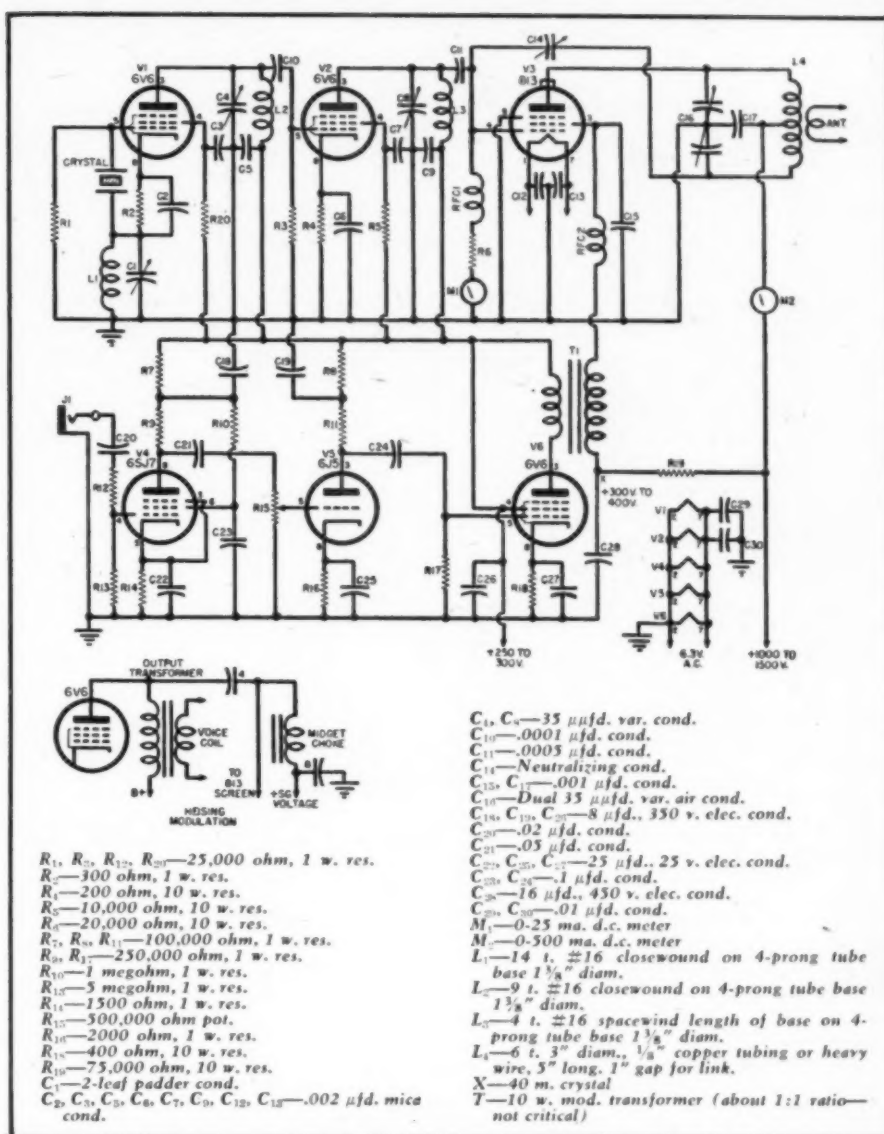 V1
6V6
V2
6V6
V3
813
C14
L4
C10
C11
C4
L2
C8
L3
C16
C17
ANT.
C3
C5
C7
C9
CRYSTAL
R1
R2
C2
R20
R3
R4
C6
R5
RFC1
R6
M1
C12
C13
RFC2
C15
L1
C1
M2
R7
C18
C19
R8
T1
J1
C20
R9
R10
R11
V6
6V6
V4
6SJ7
C21
V5
6J5
C24
R12
R19
+300V. TO
400V.
R13
R14
C22
C23
R15
R16
C25
R17
C26
R18
C27
C28
V1
V2
V4
V5
V6
C29
C30
+250 TO
300V.
6.3V.
A.C.
+1000 TO
1500V.
OUTPUT
TRANSFORMER
6V6
VOICE
COIL
4
MIDGET
CHOKE
8
B+
TO
813
SCREEN
+SG
VOLTAGE
HEISING
MODULATION
R1, R3, R12, R20—25,000 ohm, 1 w. res.
R2—300 ohm, 1 w. res.
R4—200 ohm, 10 w. res.
R5—10,000 ohm, 10 w. res.
R6—20,000 ohm, 10 w. res.
R7, R8, R11—100,000 ohm, 1 w. res.
R9, R17—250,000 ohm, 1 w. res.
R10—1 megohm, 1 w. res.
R13—5 megohm, 1 w. res.
R14—1500 ohm, 1 w. res.
R15—500,000 ohm pot.
R16—2000 ohm, 1 w. res.
R18—400 ohm, 10 w. res.
R19—75,000 ohm, 10 w. res.
C1—2-leaf padder cond.
C2, C3, C5, C6, C7, C9, C12, C13—.002 μfd. mica
cond.
C4, C8—35 μμfd. var. cond.
C10—.0001 μfd. cond.
C11—.0005 μfd. cond.
C14—Neutralizing cond.
C15, C17—.001 μfd. cond.
C16—Dual 35 μμfd. var. air cond.
C18, C19, C26—8 μfd., 350 v. elec. cond.
C20—.02 μfd. cond.
C21—.05 μfd. cond.
C22, C25, C27—25 μfd., 25 v. elec. cond.
C23, C24—.1 μfd. cond.
C28—16 μfd., 450 v. elec. cond.
C29, C30—.01 μfd. cond.
M1—0-25 ma. d.c. meter
M2—0-500 ma. d.c. meter
L1—14 t. #16 closewound on 4-prong tube
base 1 3/8" diam.
L2—9 t. #16 closewound on 4-prong tube base
1 3/8" diam.
L3—4 t. #16 spacewind length of base on 4-
prong tube base 1 3/8" diam.
L4—6 t. 3" diam., 1/8" copper tubing or heavy
wire, 5" long. 1" gap for link.
X—40 m. crystal
T—10 w. mod. transformer (about 1:1 ratio—
not critical)